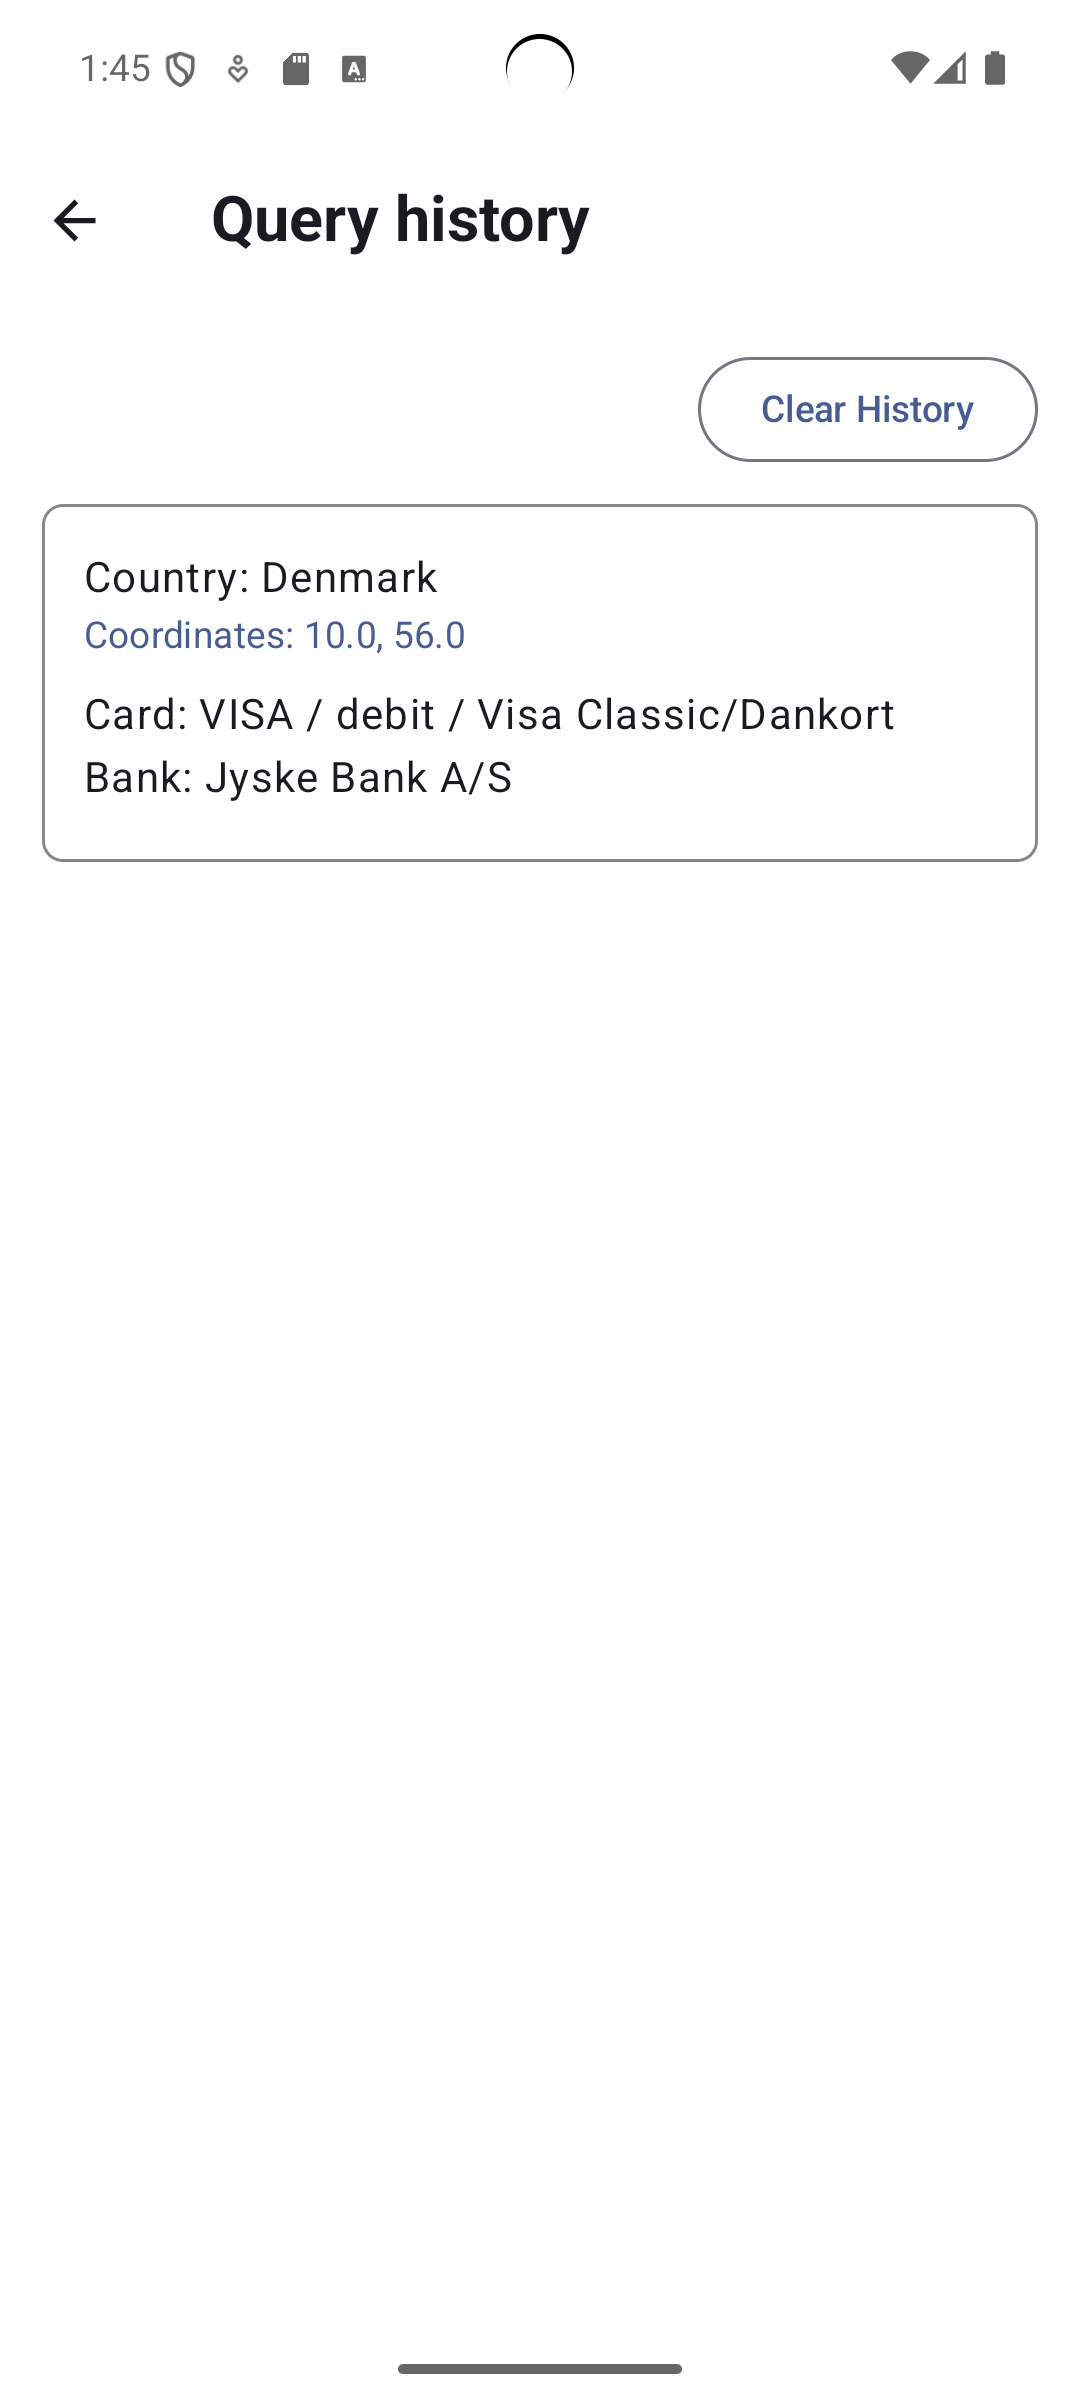 1:45
Query history
Clear History
Country: Denmark
Coordinates: 10.0, 56.0
Card: VISA / debit / Visa Classic/Dankort
Bank: Jyske Bank A/S